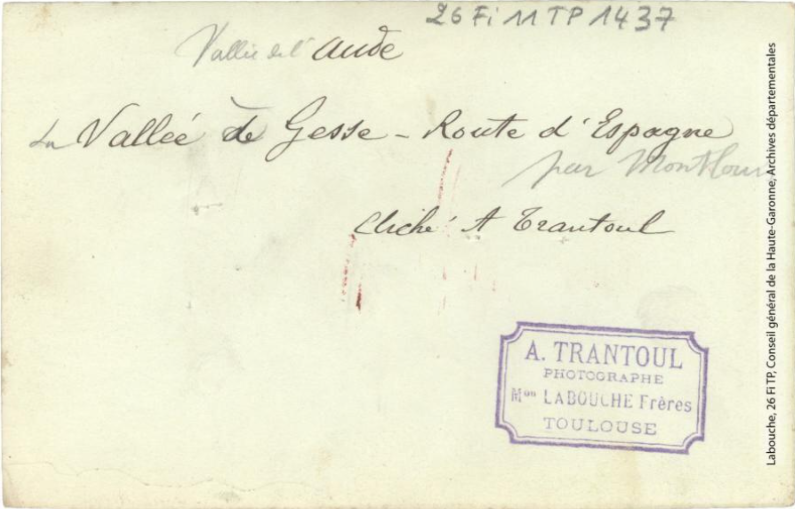 26 Fi 11 TP 1437
Vallée de l' Aude
La Vallée de Gesse - Route d'Espagne
par Montlouis
Cliché A Trantoul
A. TRANTOUL
PHOTOGRAPHE
Mon LABOUCHE Frères
TOULOUSE
Labouche, 26 FI TP, Conseil général de la Haute-Garonne, Archives départementales